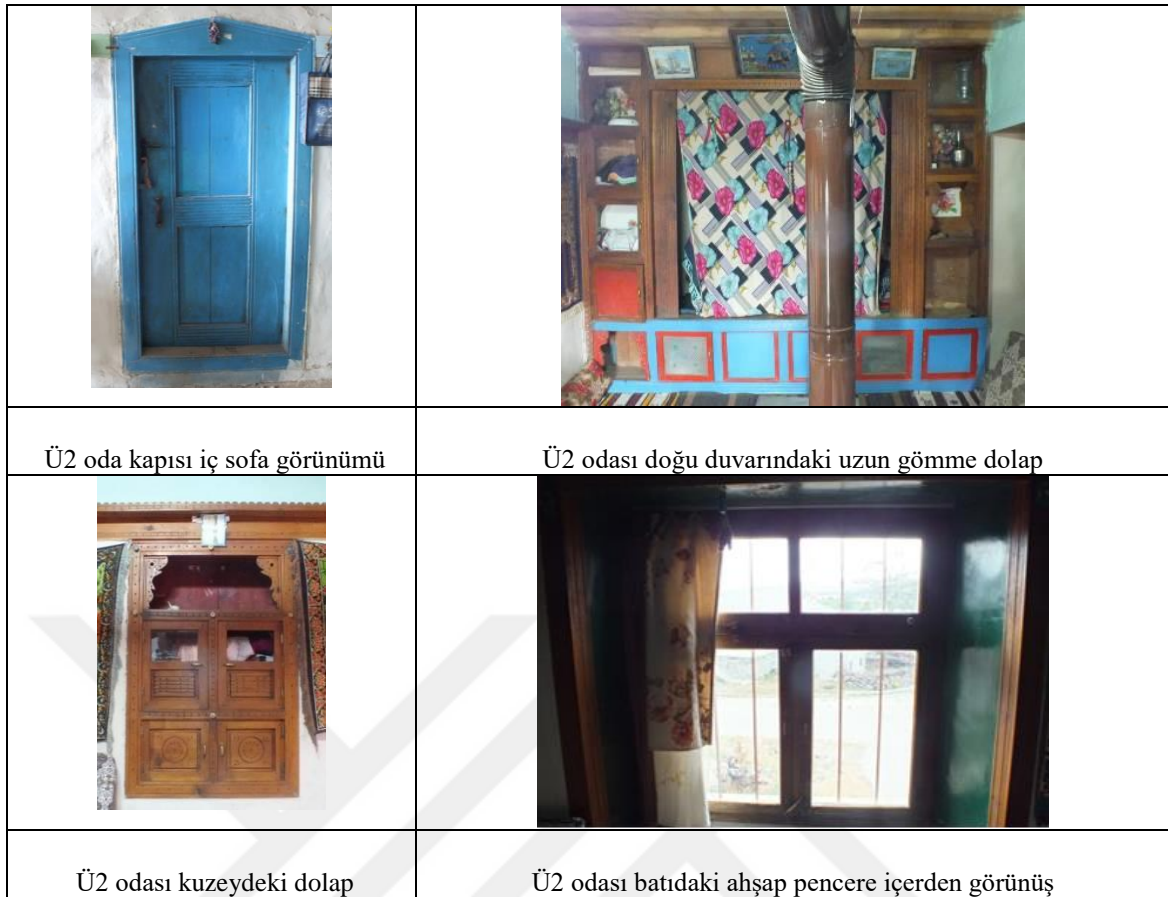 Ü2 oda kapısı iç sofa görünümü
Ü2 odası doğu duvarındaki uzun gömme dolap
Ü2 odası kuzeydeki dolap
Ü2 odası batıdaki ahşap pencere içerden görünüş